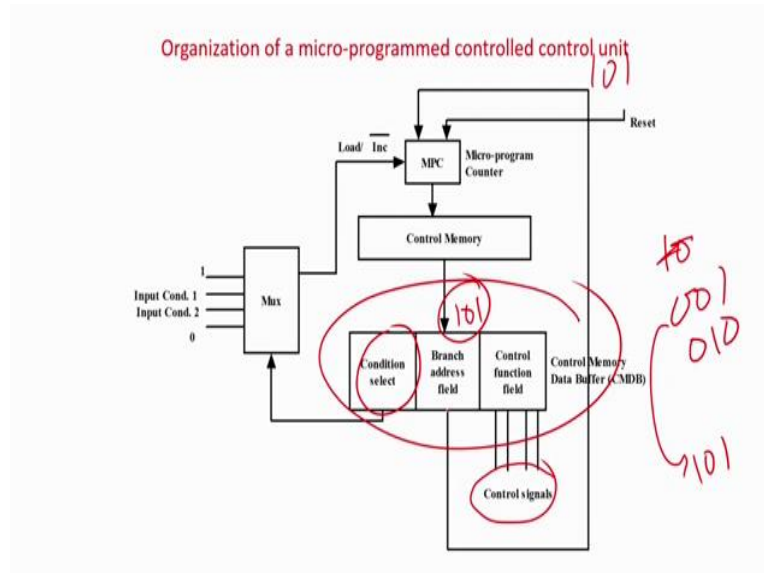 Organization of a micro-programmed controlled control unit
101
Reset
Load/ Inc
MPC
Micro-program
Counter
Control Memory
1
Input Cond. 1
Input Cond. 2
0
Mux
101
Condition
select
Branch
address
field
Control
function
field
Control Memory
Data Buffer (CMDB)
Control signals
001
010
101